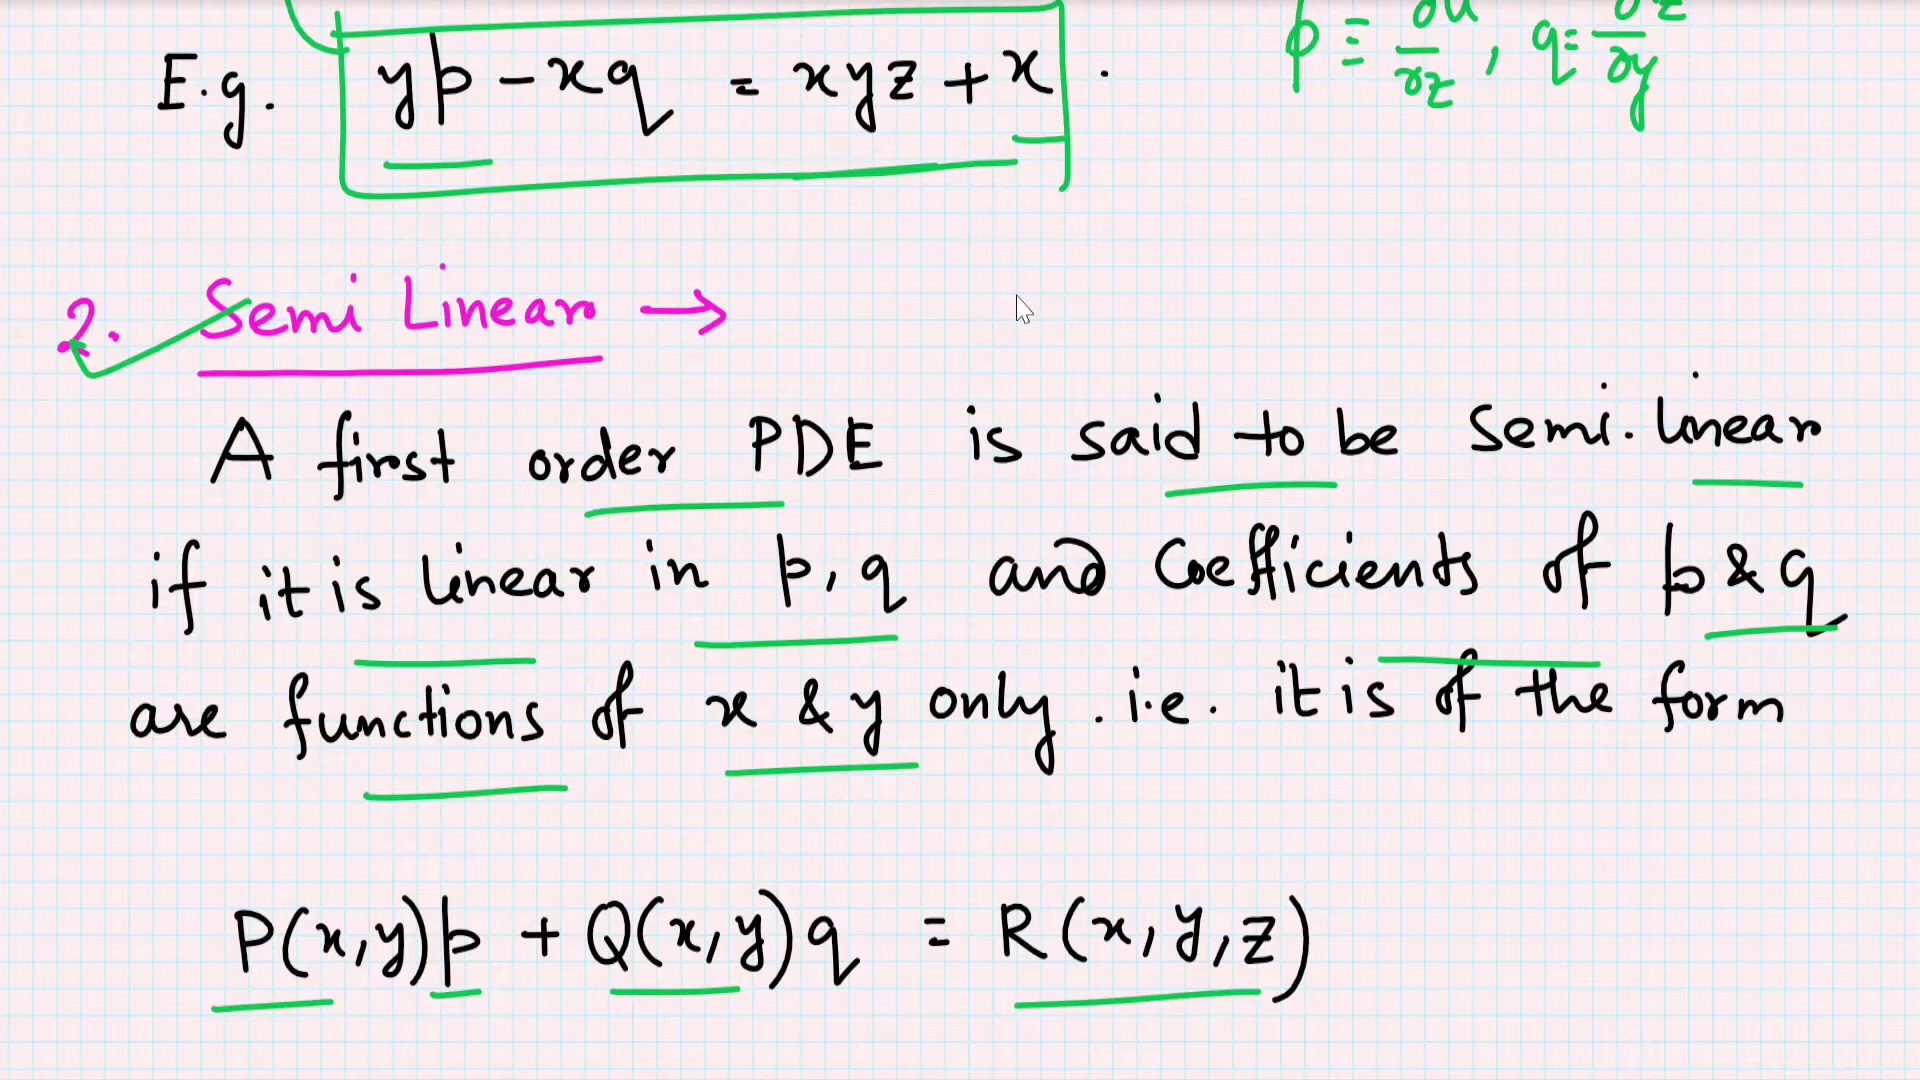 E.g. yp - xq = xyz + x .
p ≡ ∂u/∂z , q = ∂z/∂y
2. Semi Linear →
A first order PDE is said to be Semi. linear
if it is linear in p, q and Coefficients of p & q
are functions of x & y only . i.e. it is of the form
P(x,y)p + Q(x,y)q = R(x,y,z)